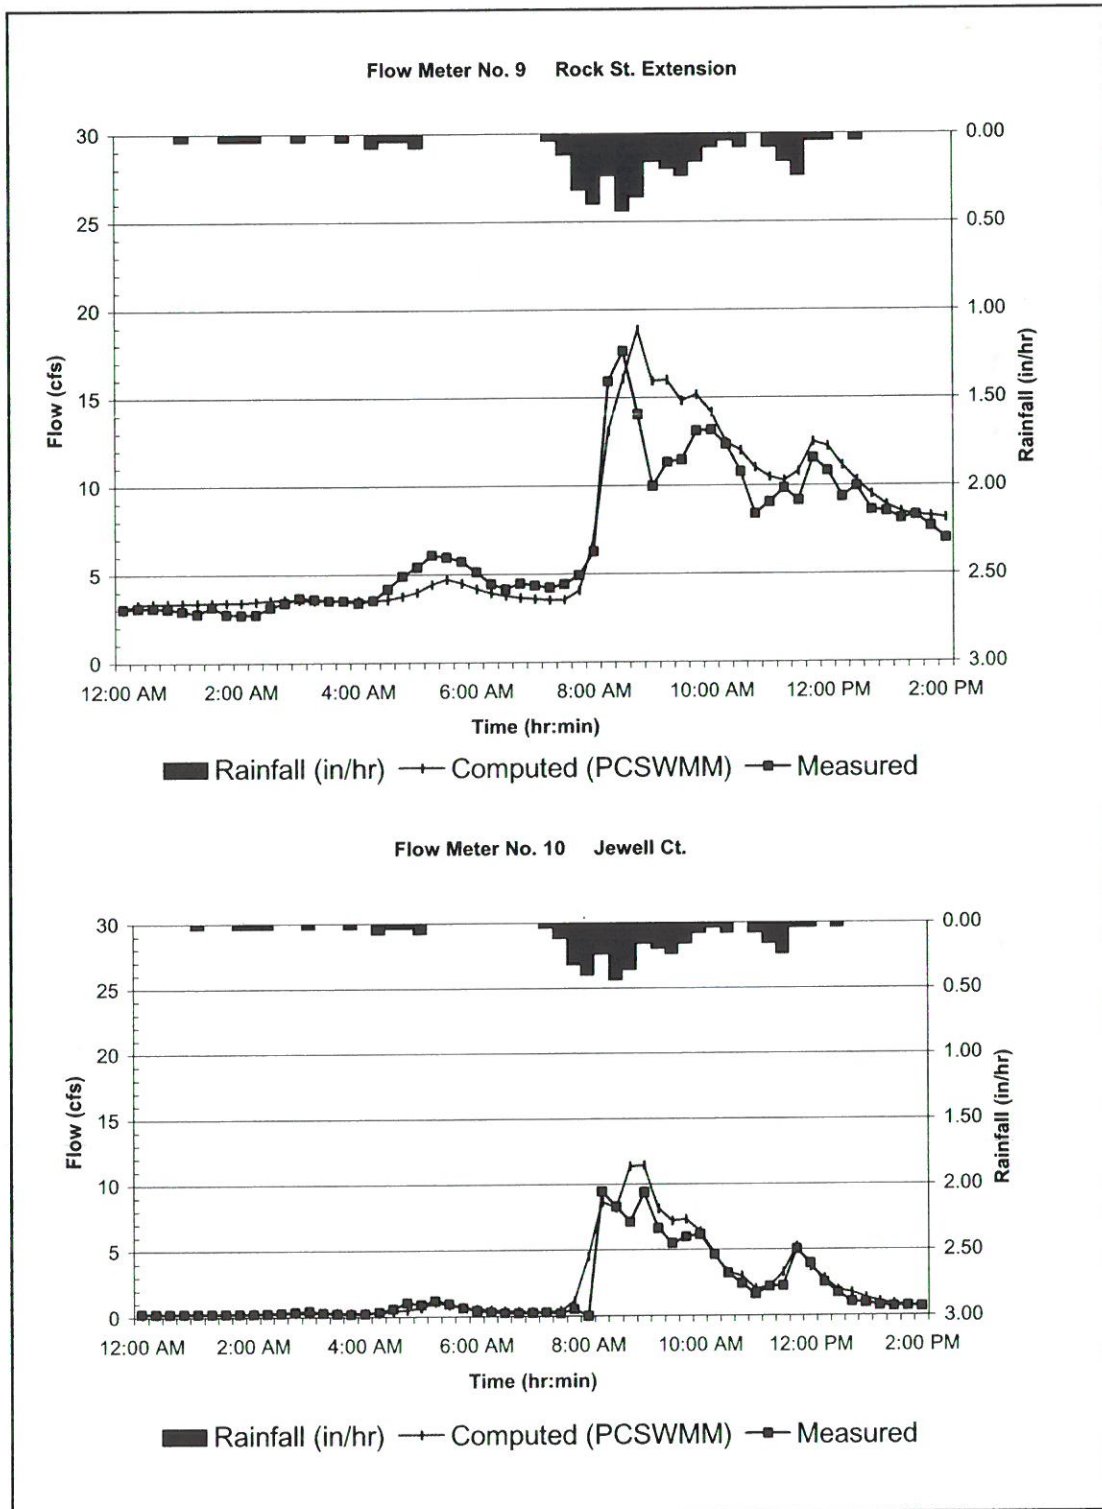 Flow Meter No. 9 Rock St. Extension
30
25
20
15
10
5
0
Flow (cfs)
0.00
0.50
1.00
1.50
2.00
2.50
3.00
Rainfall (in/hr)
12:00 AM 2:00 AM 4:00 AM 6:00 AM 8:00 AM 10:00 AM 12:00 PM 2:00 PM
Time (hr:min)
Rainfall (in/hr) Computed (PCSWMM) Measured
Flow Meter No. 10 Jewell Ct.
30
25
20
15
10
5
0
Flow (cfs)
0.00
0.50
1.00
1.50
2.00
2.50
3.00
Rainfall (in/hr)
12:00 AM 2:00 AM 4:00 AM 6:00 AM 8:00 AM 10:00 AM 12:00 PM 2:00 PM
Time (hr:min)
Rainfall (in/hr) Computed (PCSWMM) Measured